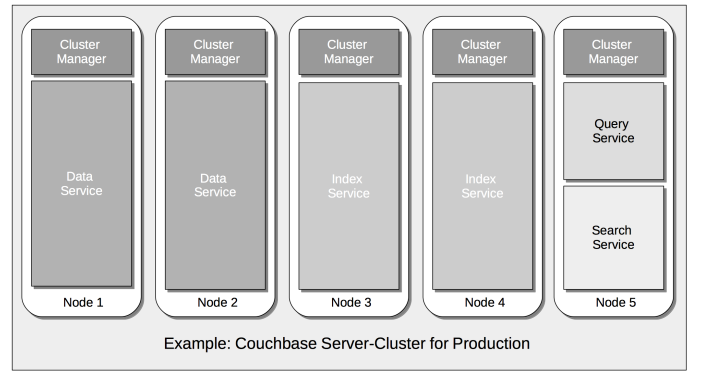 Cluster
Manager
Data
Service
Node 1
Cluster
Manager
Data
Service
Node 2
Cluster
Manager
Index
Service
Node 3
Cluster
Manager
Index
Service
Node 4
Cluster
Manager
Query
Service
Search
Service
Node 5
Example: Couchbase Server-Cluster for Production